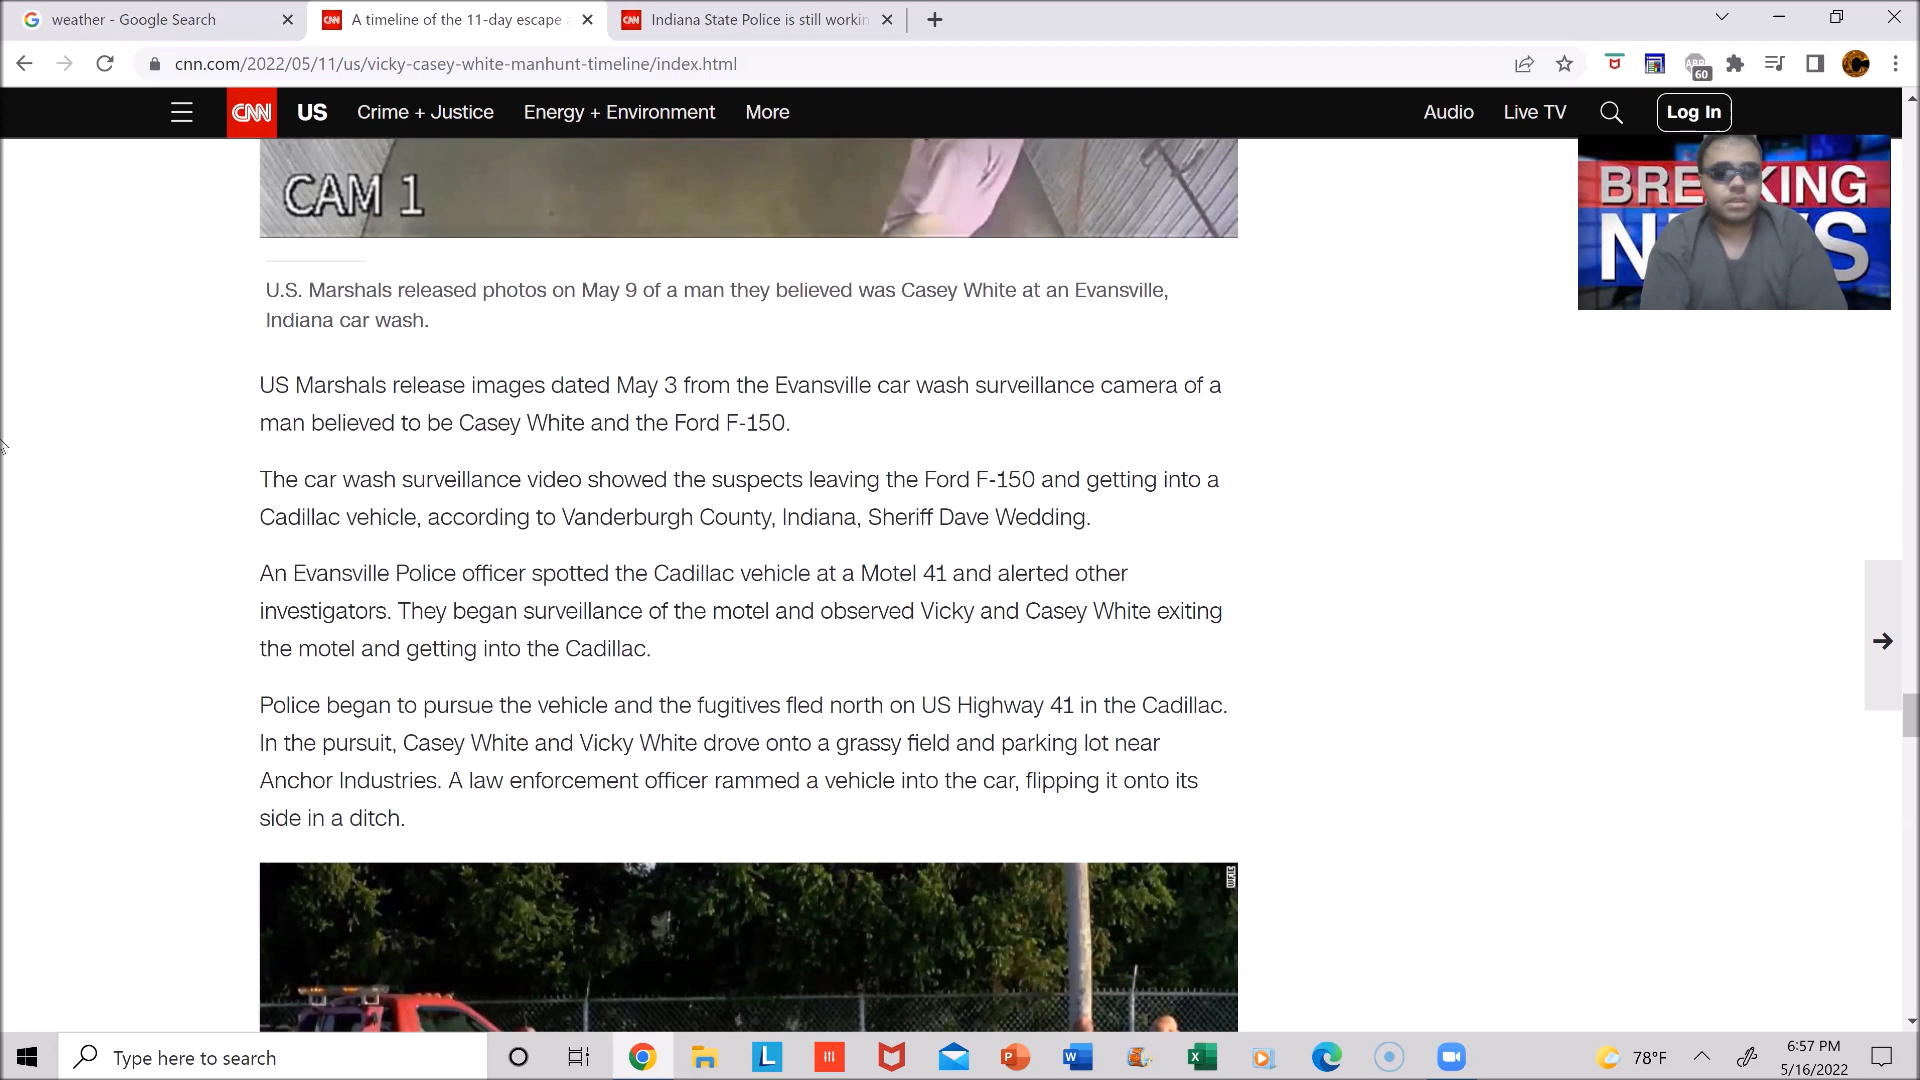 weather - Google Search
A timeline of the 11-day escape
Indiana State Police is still workin
cnn.com/2022/05/11/us/vicky-casey-white-manhunt-timeline/index.html
60
CNN US Crime + Justice Energy + Environment More Audio Live TV Log In
CAM 1
BREAKING
NEWS
U.S. Marshals released photos on May 9 of a man they believed was Casey White at an Evansville,
Indiana car wash.
US Marshals release images dated May 3 from the Evansville car wash surveillance camera of a
man believed to be Casey White and the Ford F-150.
The car wash surveillance video showed the suspects leaving the Ford F-150 and getting into a
Cadillac vehicle, according to Vanderburgh County, Indiana, Sheriff Dave Wedding.
An Evansville Police officer spotted the Cadillac vehicle at a Motel 41 and alerted other
investigators. They began surveillance of the motel and observed Vicky and Casey White exiting
the motel and getting into the Cadillac.
Police began to pursue the vehicle and the fugitives fled north on US Highway 41 in the Cadillac.
In the pursuit, Casey White and Vicky White drove onto a grassy field and parking lot near
Anchor Industries. A law enforcement officer rammed a vehicle into the car, flipping it onto its
side in a ditch.
Type here to search
78°F
6:57 PM
5/16/2022